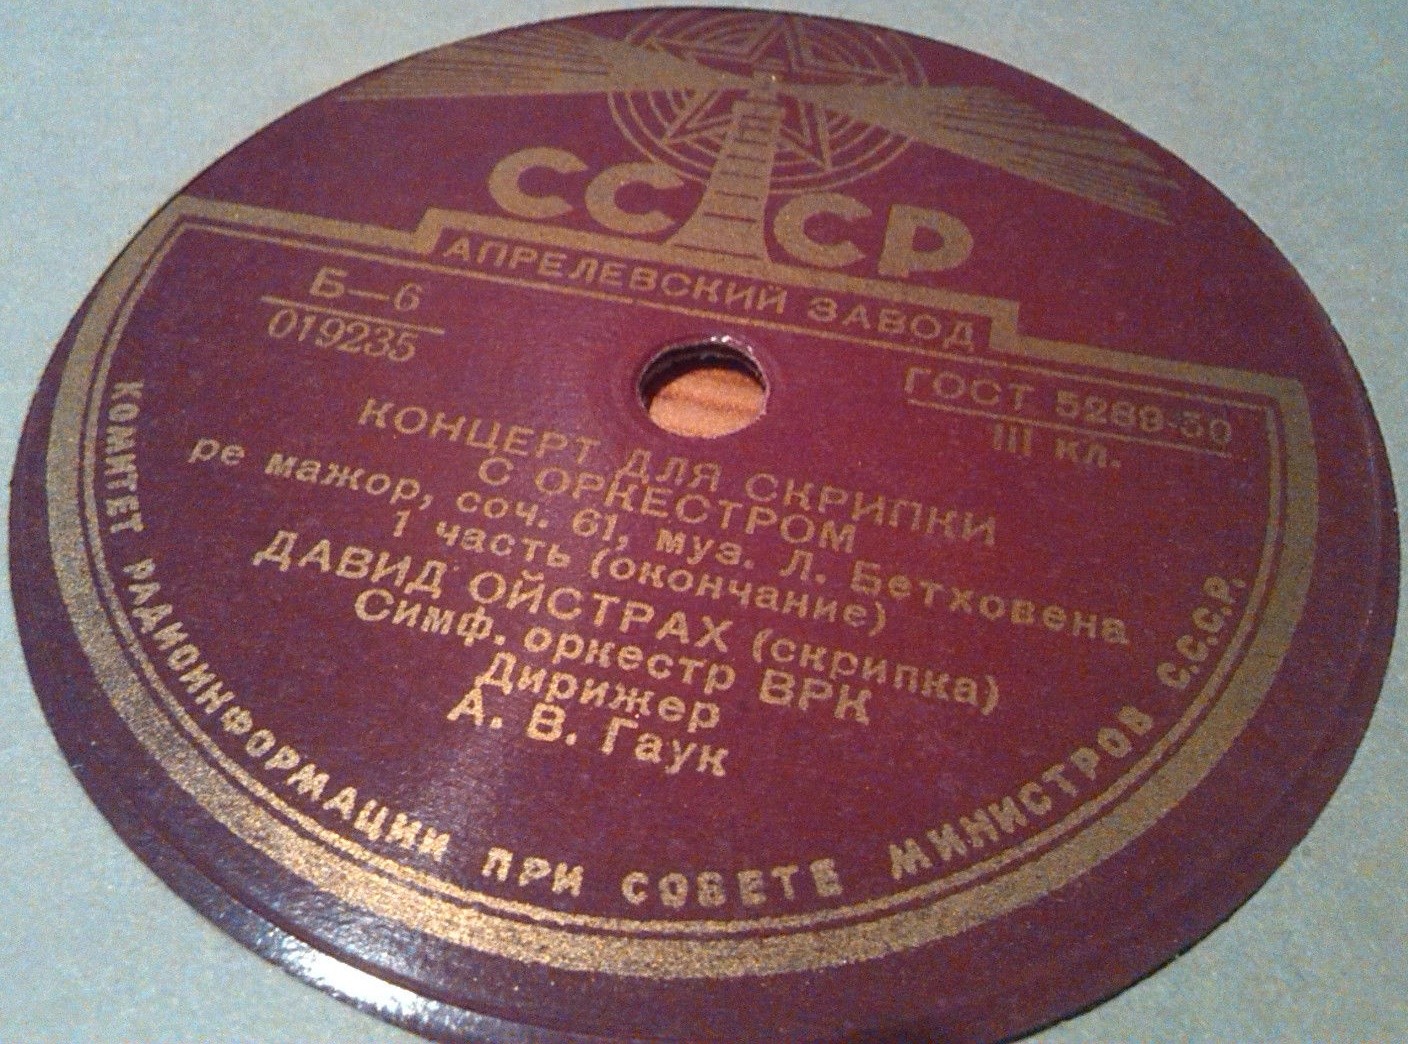 СССР
АПРЕЛЕВСКИЙ ЗАВОД
Б—6
019235
ГОСТ 5289-50
III кл.
КОНЦЕРТ ДЛЯ СКРИПКИ
С ОРКЕСТРОМ
ре мажор, соч. 61, муз. Л. Бетховена
1 часть (окончание)
ДАВИД ОЙСТРАХ (скрипка)
Симф. оркестр ВРК
Дирижер
А. В. Гаук
КОМИТЕТ РАДИОИНФОРМАЦИИ ПРИ СОВЕТЕ МИНИСТРОВ С.С.С.Р.